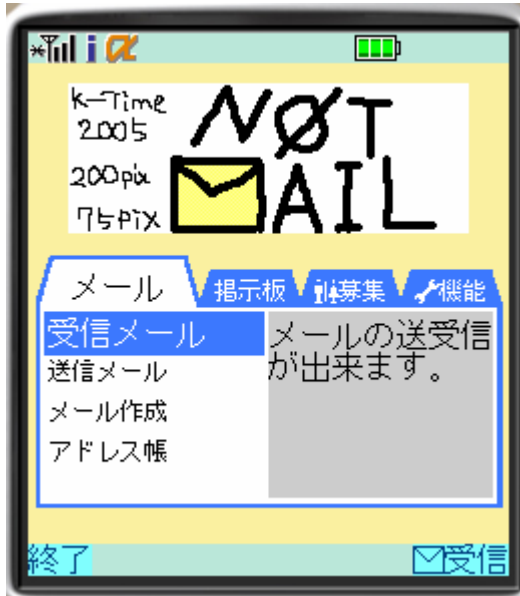 i α
K-Time
2005
200pix
75pix
NØT
MAIL
メール
掲示板
募集
機能
受信メール
送信メール
メール作成
アドレス帳
メールの送受信
が出来ます。
終了
受信